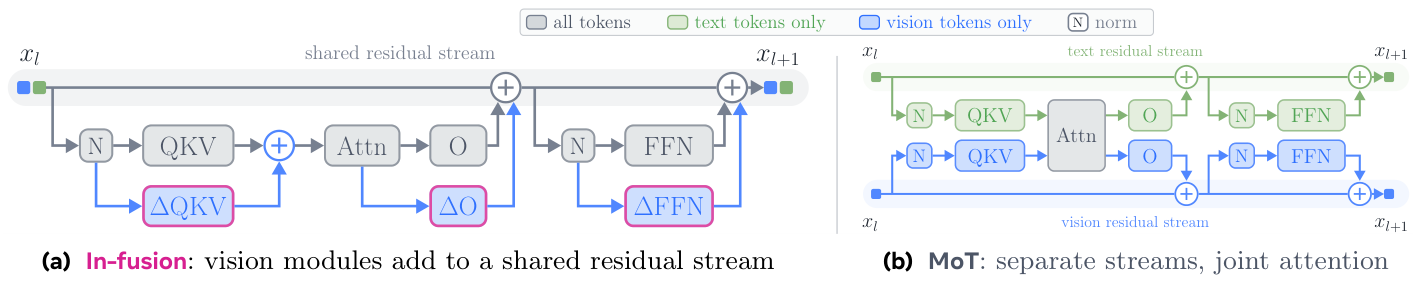 all tokens text tokens only vision tokens only N norm
x_l shared residual stream x_{l+1}
N QKV + Attn O + N FFN +
ΔQKV ΔO ΔFFN
(a) In-fusion: vision modules add to a shared residual stream
x_l text residual stream x_{l+1}
+ +
N QKV O N FFN
Attn
N QKV O N FFN
+ +
x_l vision residual stream x_{l+1}
(b) MoT: separate streams, joint attention